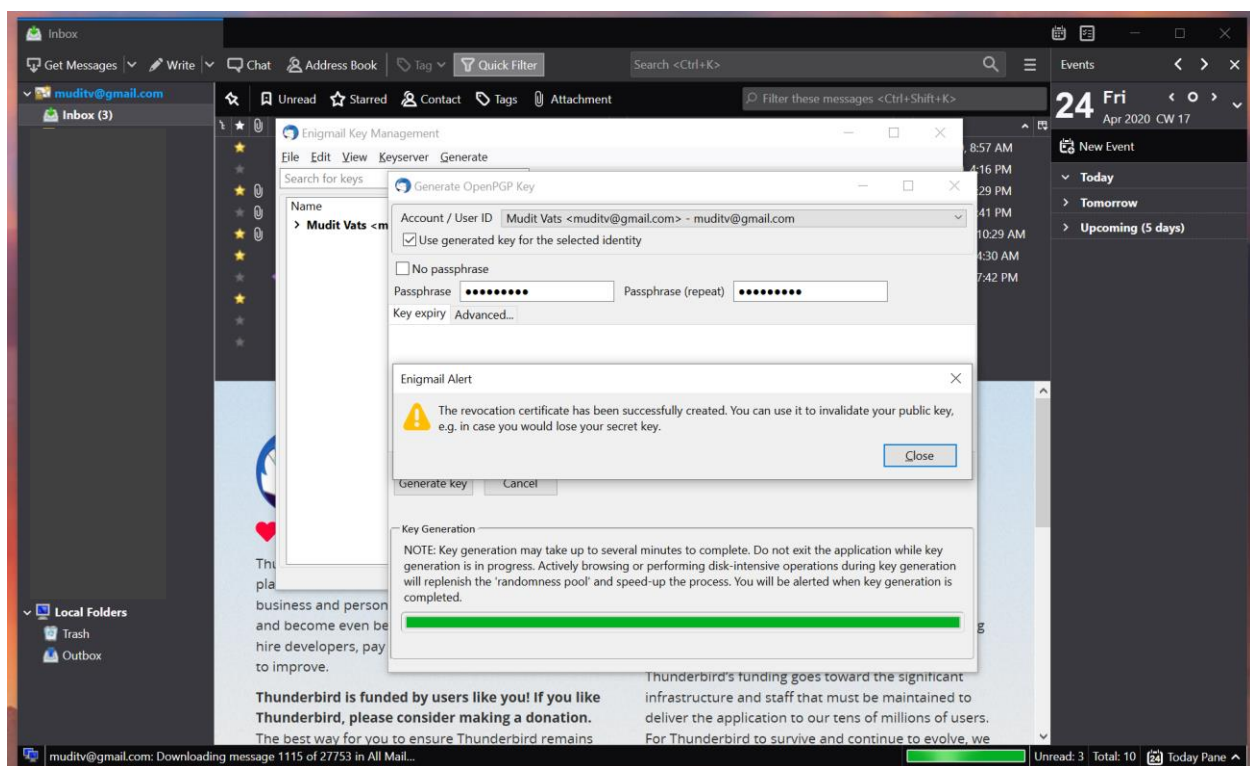 Inbox
Get Messages Write Chat Address Book Tag Quick Filter Search <Ctrl+K>
muditv@gmail.com
Inbox (3)
Unread Starred Contact Tags Attachment Filter these messages <Ctrl+Shift+K>
8:57 AM
4:16 PM
:29 PM
:41 PM
10:29 AM
4:30 AM
7:42 PM
Enigmail Key Management
File Edit View Keyserver Generate
Search for keys
Name
Mudit Vats <m
Generate OpenPGP Key
Account / User ID Mudit Vats <muditv@gmail.com> - muditv@gmail.com
Use generated key for the selected identity
No passphrase
Passphrase ●●●●●●●●● Passphrase (repeat) ●●●●●●●●●
Key expiry Advanced...
Enigmail Alert
The revocation certificate has been successfully created. You can use it to invalidate your public key,
e.g. in case you would lose your secret key.
Close
Generate key Cancel
Key Generation
NOTE: Key generation may take up to several minutes to complete. Do not exit the application while key
generation is in progress. Actively browsing or performing disk-intensive operations during key generation
will replenish the 'randomness pool' and speed-up the process. You will be alerted when key generation is
completed.
business and person
and become even be
hire developers, pay
to improve.
Thunderbird is funded by users like you! If you like
Thunderbird, please consider making a donation.
The best way for you to ensure Thunderbird remains
Thunderbird's funding goes toward the significant
infrastructure and staff that must be maintained to
deliver the application to our tens of millions of users.
For Thunderbird to survive and continue to evolve, we
Local Folders
Trash
Outbox
Events
24 Fri
Apr 2020 CW 17
New Event
Today
Tomorrow
Upcoming (5 days)
muditv@gmail.com: Downloading message 1115 of 27753 in All Mail... Unread: 3 Total: 10 24 Today Pane